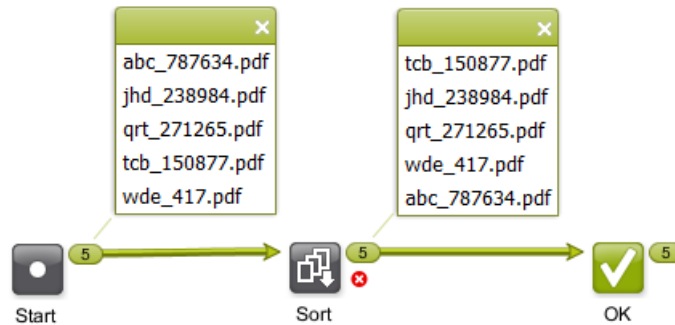 abc_787634.pdf
jhd_238984.pdf
qrt_271265.pdf
tcb_150877.pdf
wde_417.pdf
tcb_150877.pdf
jhd_238984.pdf
qrt_271265.pdf
wde_417.pdf
abc_787634.pdf
5
5
5
Start
Sort
OK